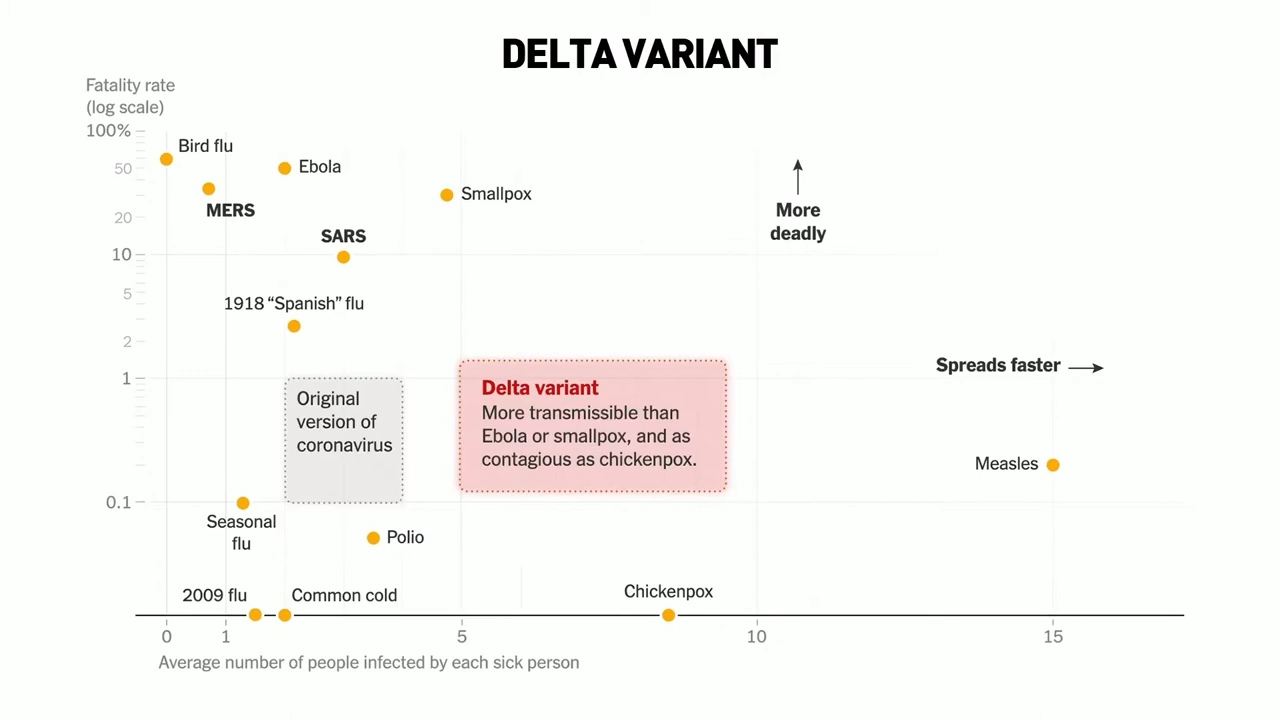 DELTA VARIANT
Fatality rate
(log scale)
100%
Bird flu
50
Ebola
MERS
Smallpox
20
More
deadly
SARS
10
5
1918 “Spanish” flu
2
Spreads faster
1
Original
version of
coronavirus
Delta variant
More transmissible than
Ebola or smallpox, and as
contagious as chickenpox.
Measles
0.1
Seasonal
flu
Polio
2009 flu
Common cold
Chickenpox
0
1
5
10
15
Average number of people infected by each sick person